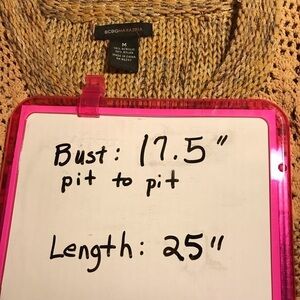 BCBGMAXAZRIA
M
Bust: 17.5"
pit to pit
Length: 25"